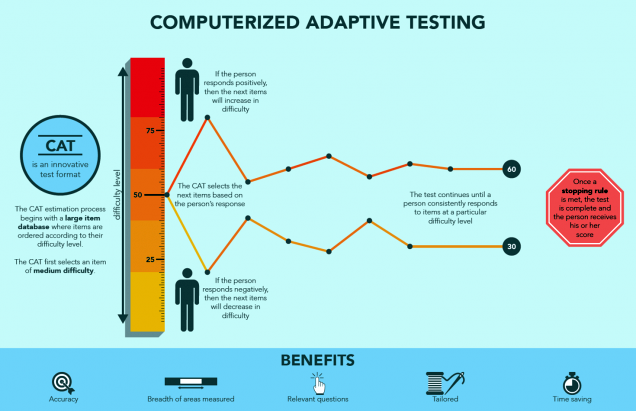 COMPUTERIZED ADAPTIVE TESTING
CAT
is an innovative
test format
The CAT estimation process
begins with a large item
database where items are
ordered according to their
difficulty level.
The CAT first selects an item
of medium difficulty.
difficulty level
75
50
25
If the person
responds positively,
then the next items
will increase in
difficulty
The CAT selects the
next items based on
the person's response
If the person
responds negatively,
then the next items
will decrease in
difficulty
The test continues until a
person consistently responds
to items at a particular
difficulty level
60
30
Once a
stopping rule
is met, the test
is complete and
the person receives
his or her
score
BENEFITS
Accuracy
Breadth of areas measured
Relevant questions
Tailored
Time saving